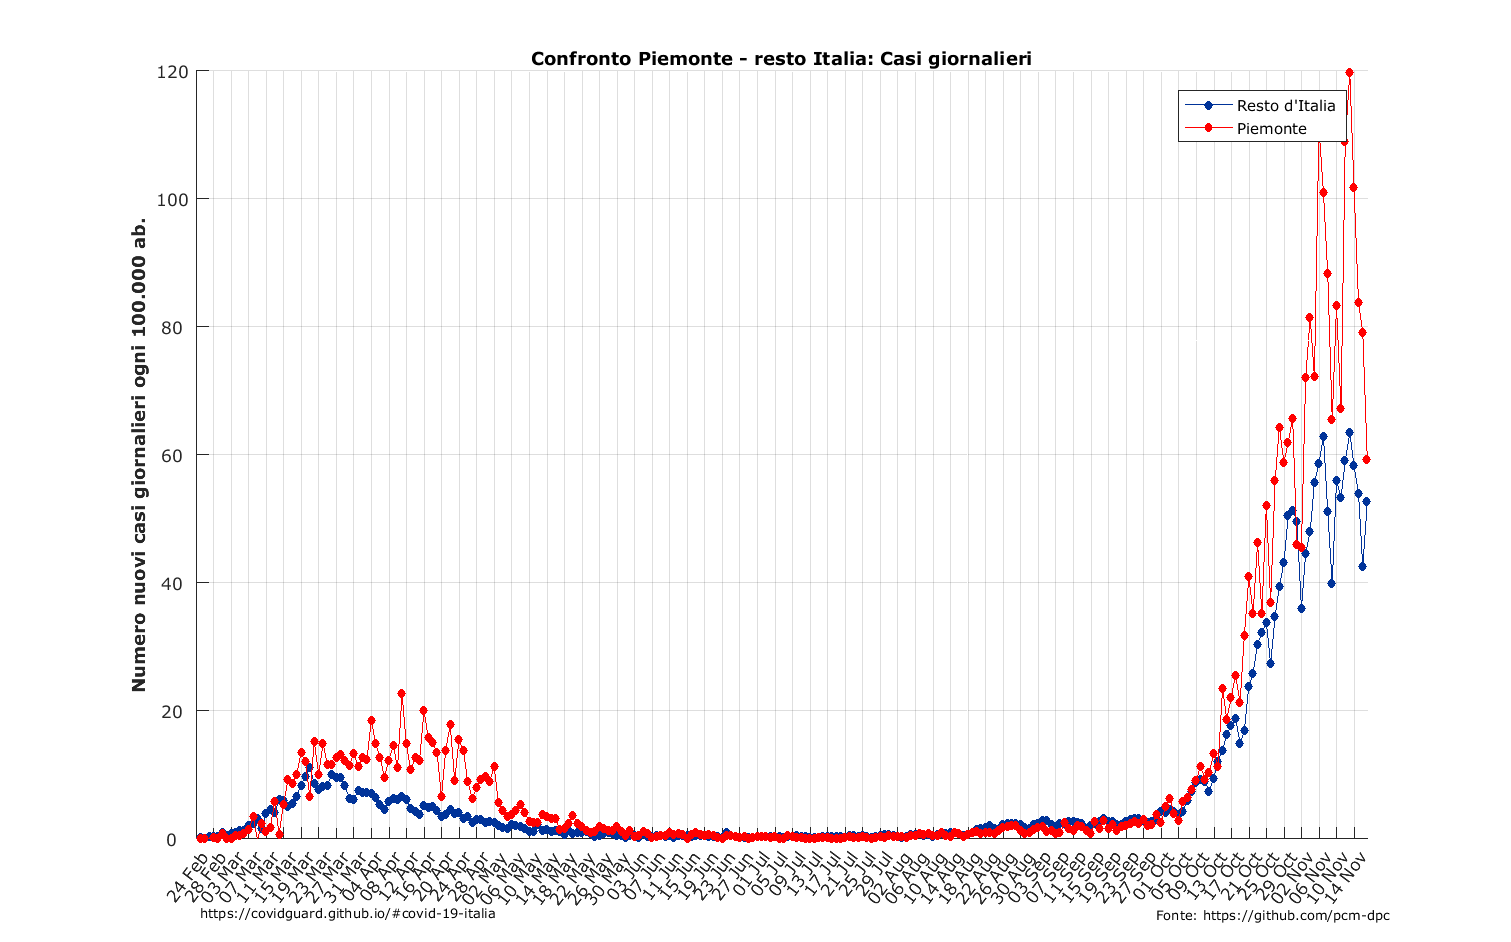 Confronto Piemonte - resto Italia: Casi giornalieri
Resto d'Italia
Piemonte
Numero nuovi casi giornalieri ogni 100.000 ab.
120
100
80
60
40
20
0
24 Feb
28 Feb
03 Mar
07 Mar
11 Mar
15 Mar
19 Mar
23 Mar
27 Mar
31 Mar
04 Apr
08 Apr
12 Apr
16 Apr
20 Apr
24 Apr
28 Apr
02 May
06 May
10 May
14 May
18 May
22 May
26 May
30 May
03 Jun
07 Jun
11 Jun
15 Jun
19 Jun
23 Jun
27 Jun
01 Jul
05 Jul
09 Jul
13 Jul
17 Jul
21 Jul
25 Jul
29 Jul
02 Aug
06 Aug
10 Aug
14 Aug
18 Aug
22 Aug
26 Aug
30 Aug
03 Sep
07 Sep
11 Sep
15 Sep
19 Sep
23 Sep
27 Sep
01 Oct
05 Oct
09 Oct
13 Oct
17 Oct
21 Oct
25 Oct
29 Oct
02 Nov
06 Nov
10 Nov
14 Nov
https://covidguard.github.io/#covid-19-italia
Fonte: https://github.com/pcm-dpc